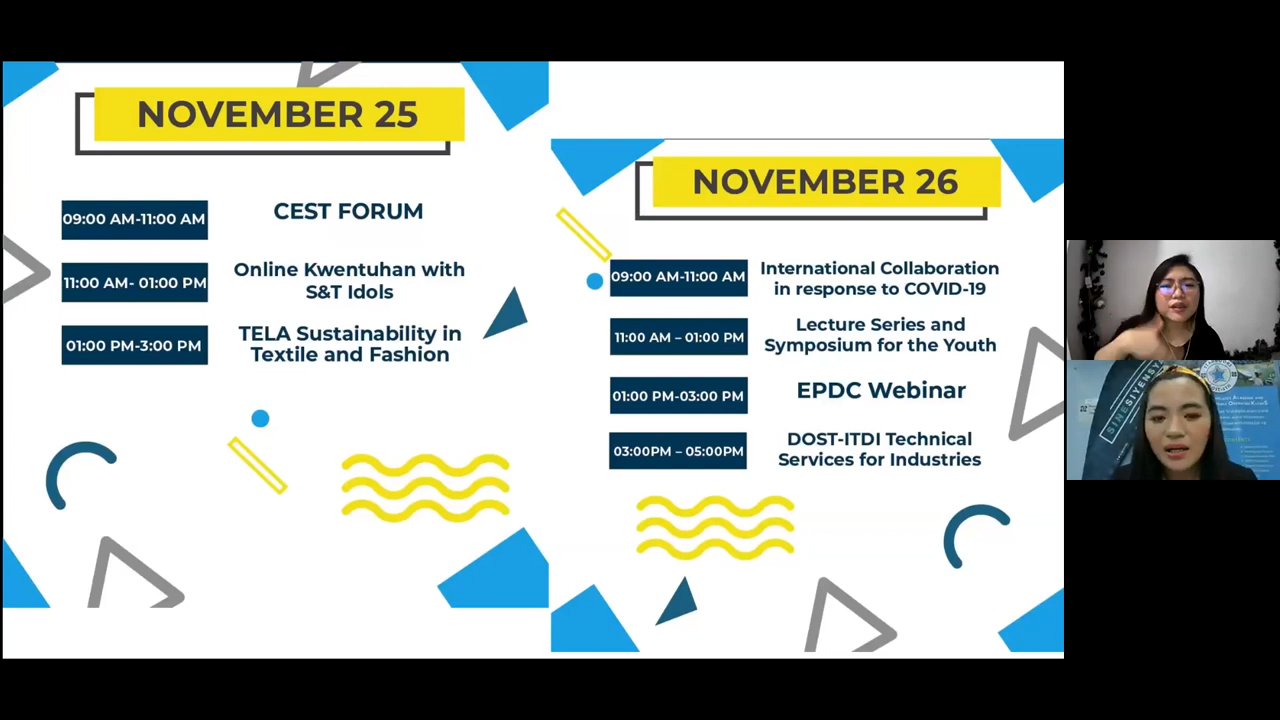 NOVEMBER 25
09:00 AM-11:00 AM
CEST FORUM
11:00 AM- 01:00 PM
Online Kwentuhan with
S&T Idols
01:00 PM-3:00 PM
TELA Sustainability in
Textile and Fashion
NOVEMBER 26
09:00 AM-11:00 AM
International Collaboration
in response to COVID-19
11:00 AM – 01:00 PM
Lecture Series and
Symposium for the Youth
01:00 PM-03:00 PM
EPDC Webinar
03:00PM – 05:00PM
DOST-ITDI Technical
Services for Industries
SINESIYENSYA